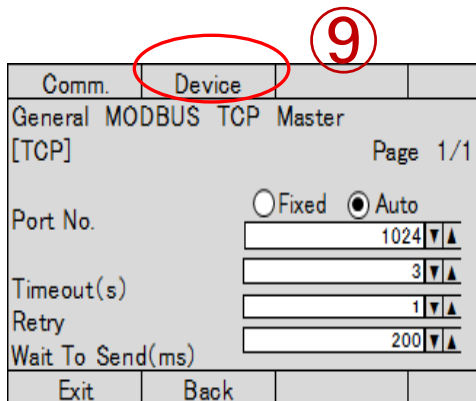 ⑨
Comm. Device
General MODBUS TCP Master
[TCP] Page 1/1
Fixed Auto
Port No.
1024 ▼▲
3 ▼▲
Timeout(s)
1 ▼▲
Retry
200 ▼▲
Wait To Send(ms)
Exit Back